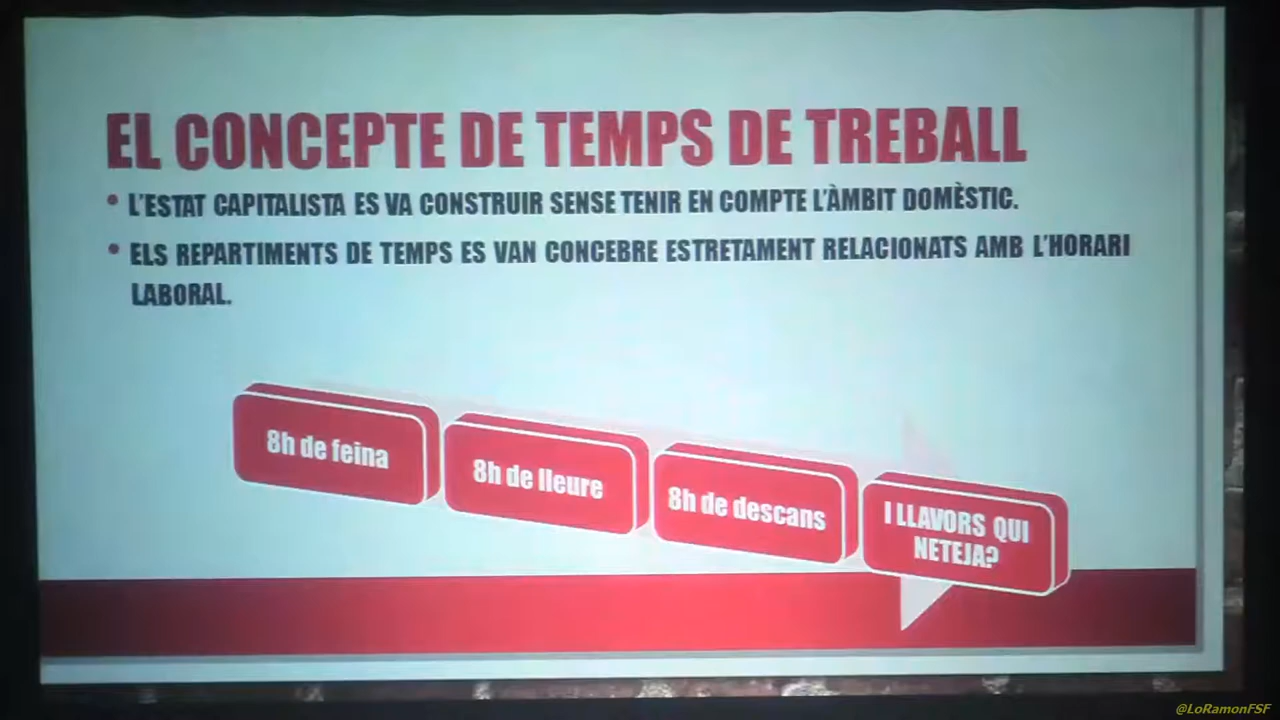 EL CONCEPTE DE TEMPS DE TREBALL
• L'ESTAT CAPITALISTA ES VA CONSTRUIR SENSE TENIR EN COMPTE L'ÀMBIT DOMÈSTIC.
• ELS REPARTIMENTS DE TEMPS ES VAN CONCEBRE ESTRETAMENT RELACIONATS AMB L'HORARI
LABORAL.
8h de feina
8h de lleure
8h de descans
I LLAVORS QUI
NETEJA?
@LoRamonFSF